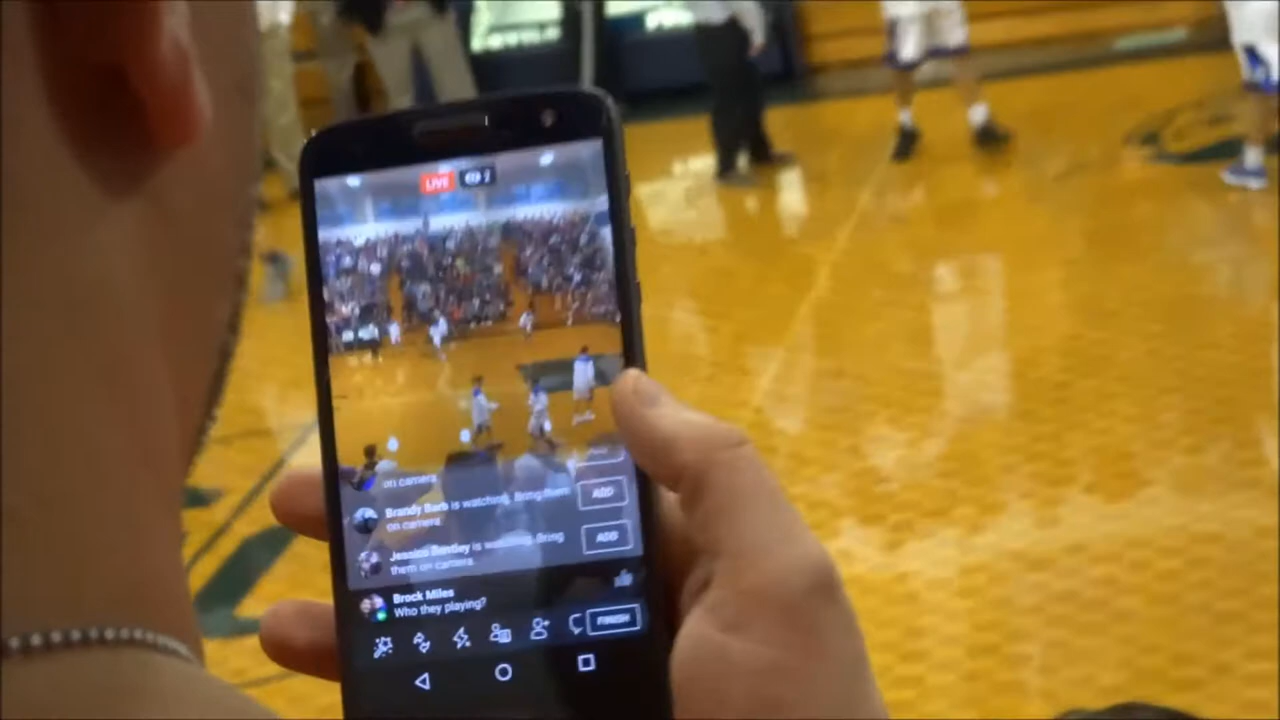 LIVE
2
ADD
on camera.
Brandy Barb is watching. Bring them
on camera.
ADD
Jessica Bentley is watching. Bring
them on camera.
ADD
Brock Miles
Who they playing?
FINISH